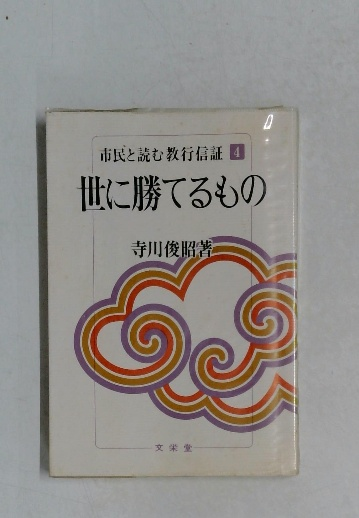 市民と読む教行信証 4
世に勝てるもの
寺川俊昭著
文栄堂